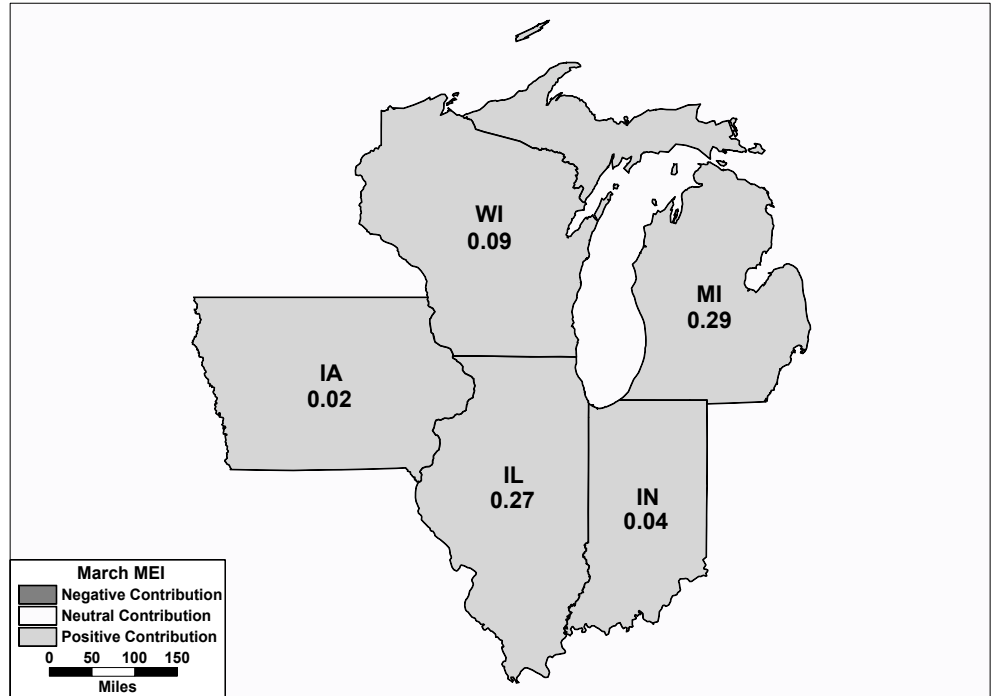 WI
0.09
MI
0.29
IA
0.02
IL
0.27
IN
0.04
March MEI
Negative Contribution
Neutral Contribution
Positive Contribution
0 50 100 150
Miles